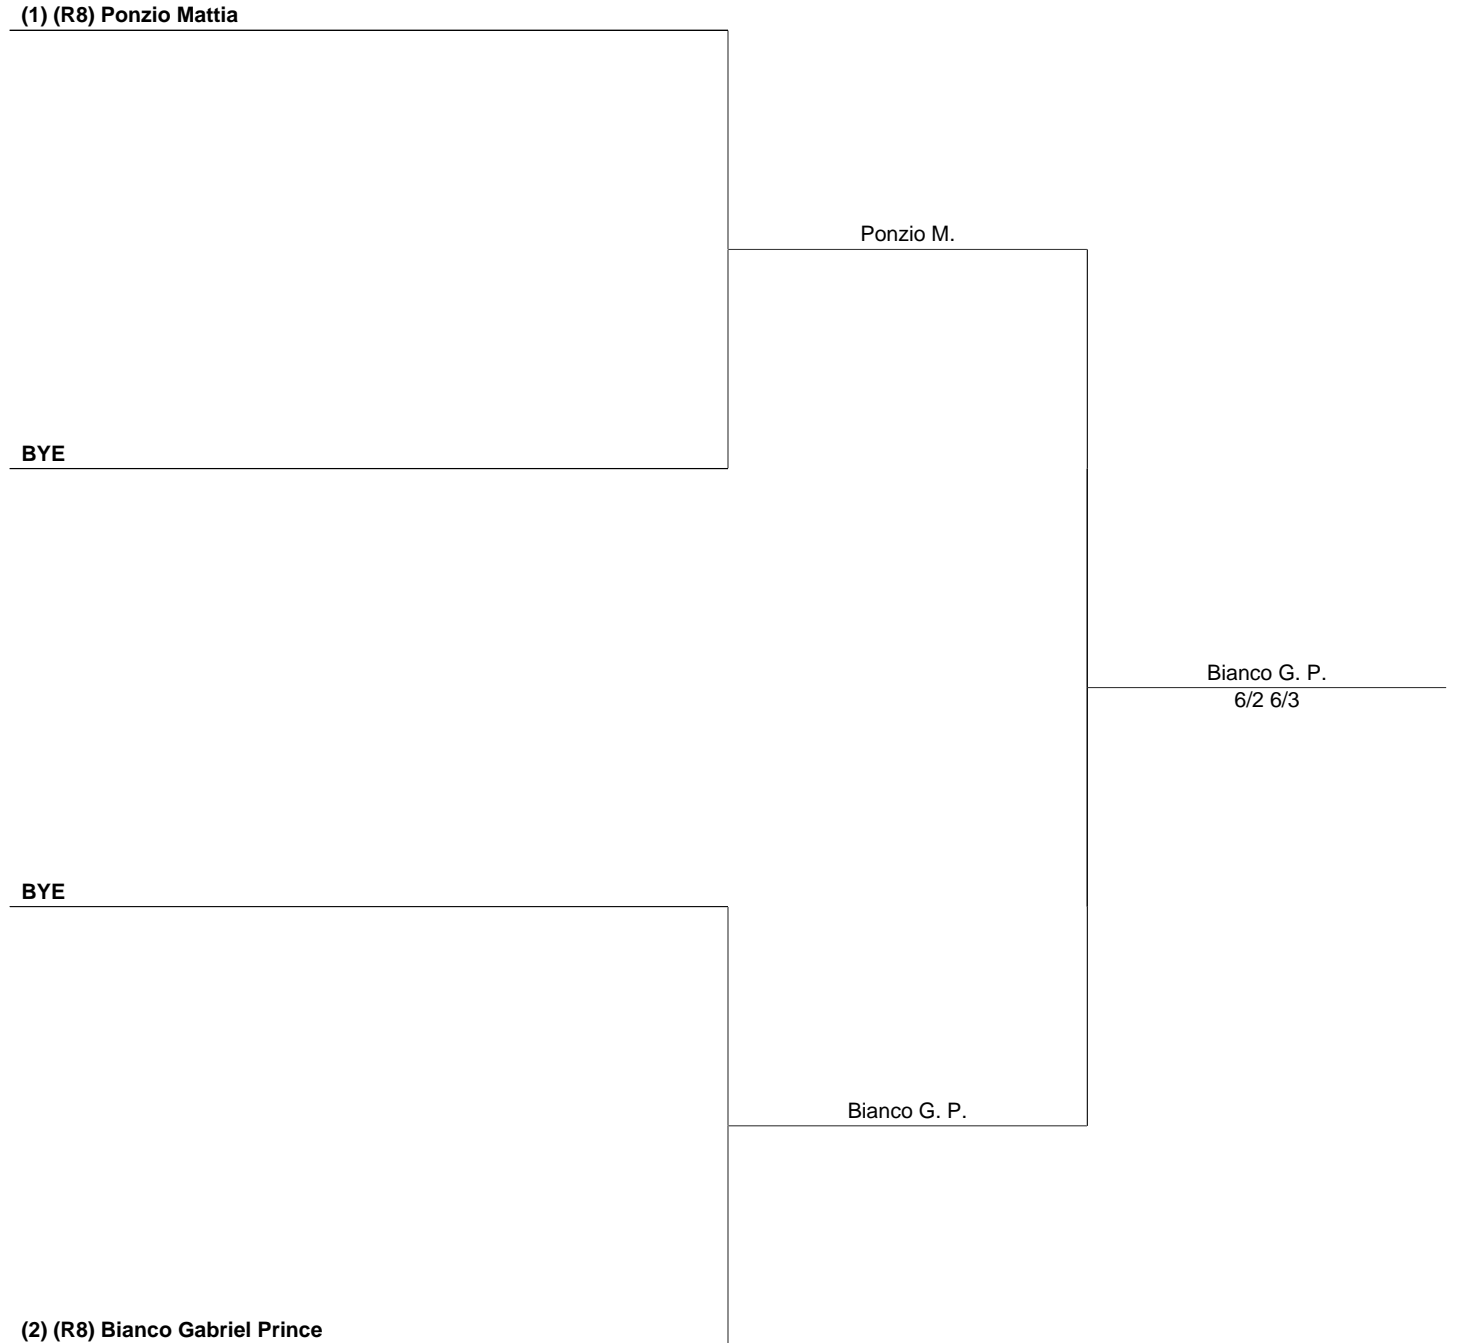 (1) (R8) Ponzio Mattia
Ponzio M.
BYE
Bianco G. P.
6/2 6/3
BYE
Bianco G. P.
(2) (R8) Bianco Gabriel Prince